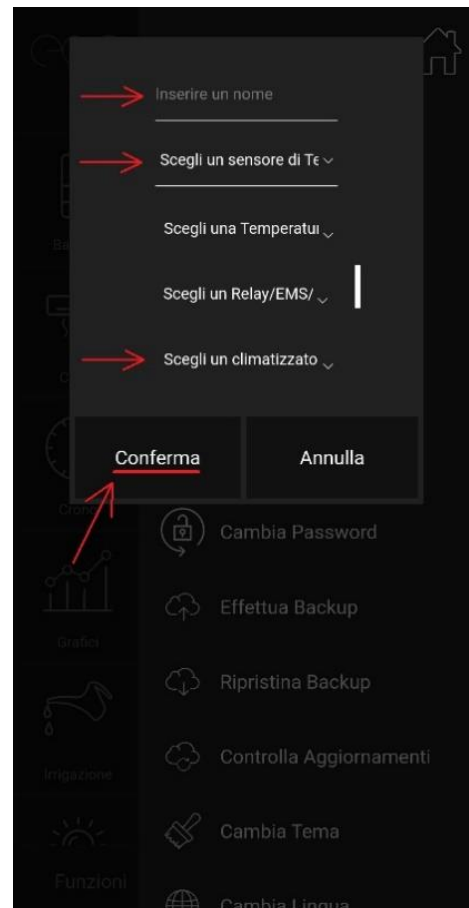 Inserire un nome
Scegli un sensore di Te
Scegli una Temperatur
Scegli un Relay/EMS/
Scegli un climatizzato
Conferma
Annulla
Cambia Password
Effettua Backup
Grafici
Ripristina Backup
Controlla Aggiornamenti
Irrigazione
Cambia Tema
Funzioni
Cambia Lingua